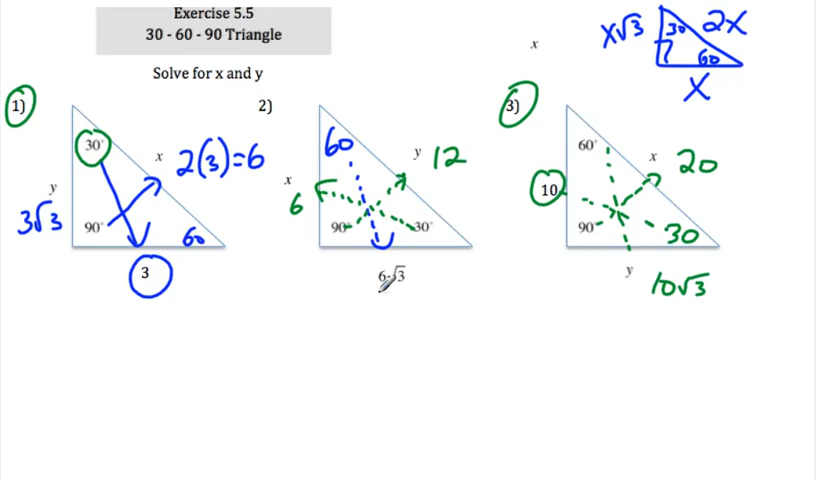 Exercise 5.5
30 - 60 - 90 Triangle
Solve for x and y
x
x√3
30
2x
60
x
1)
30°
x
2(3)=6
y
3√3
90°
60
3
2)
60
y
12
x
6
90°
30°
6√3
3)
60°
x
20
10
90°
30
y
10√3